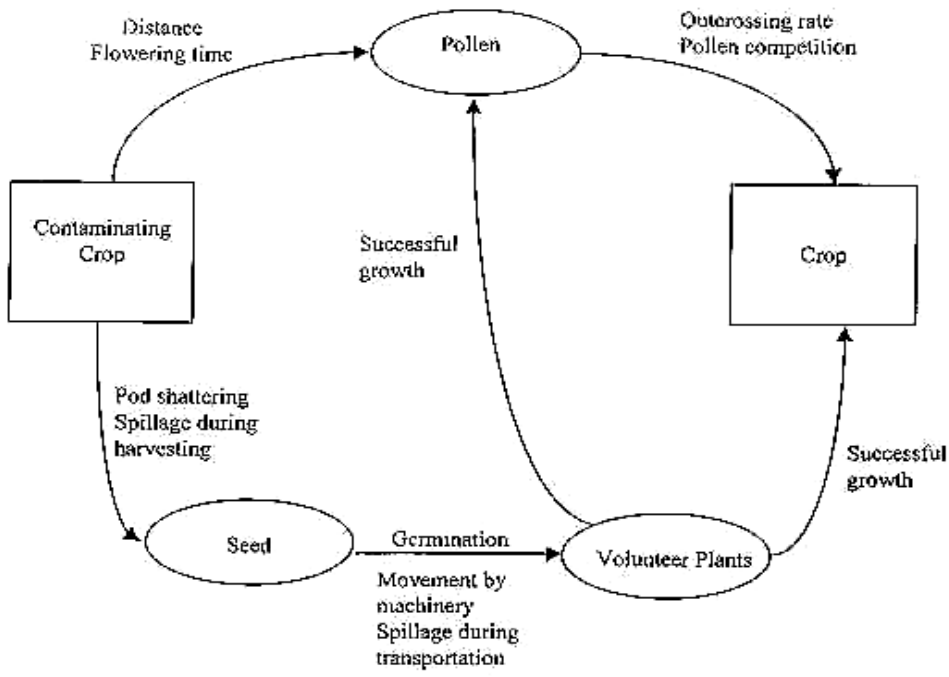 Distance
Flowering time
Pollen
Outcrossing rate
Pollen competition
Contaminating
Crop
Successful
growth
Crop
Pod shattering
Spillage during
harvesting
Successful
growth
Seed
Germination
Volunteer Plants
Movement by
machinery
Spillage during
transportation